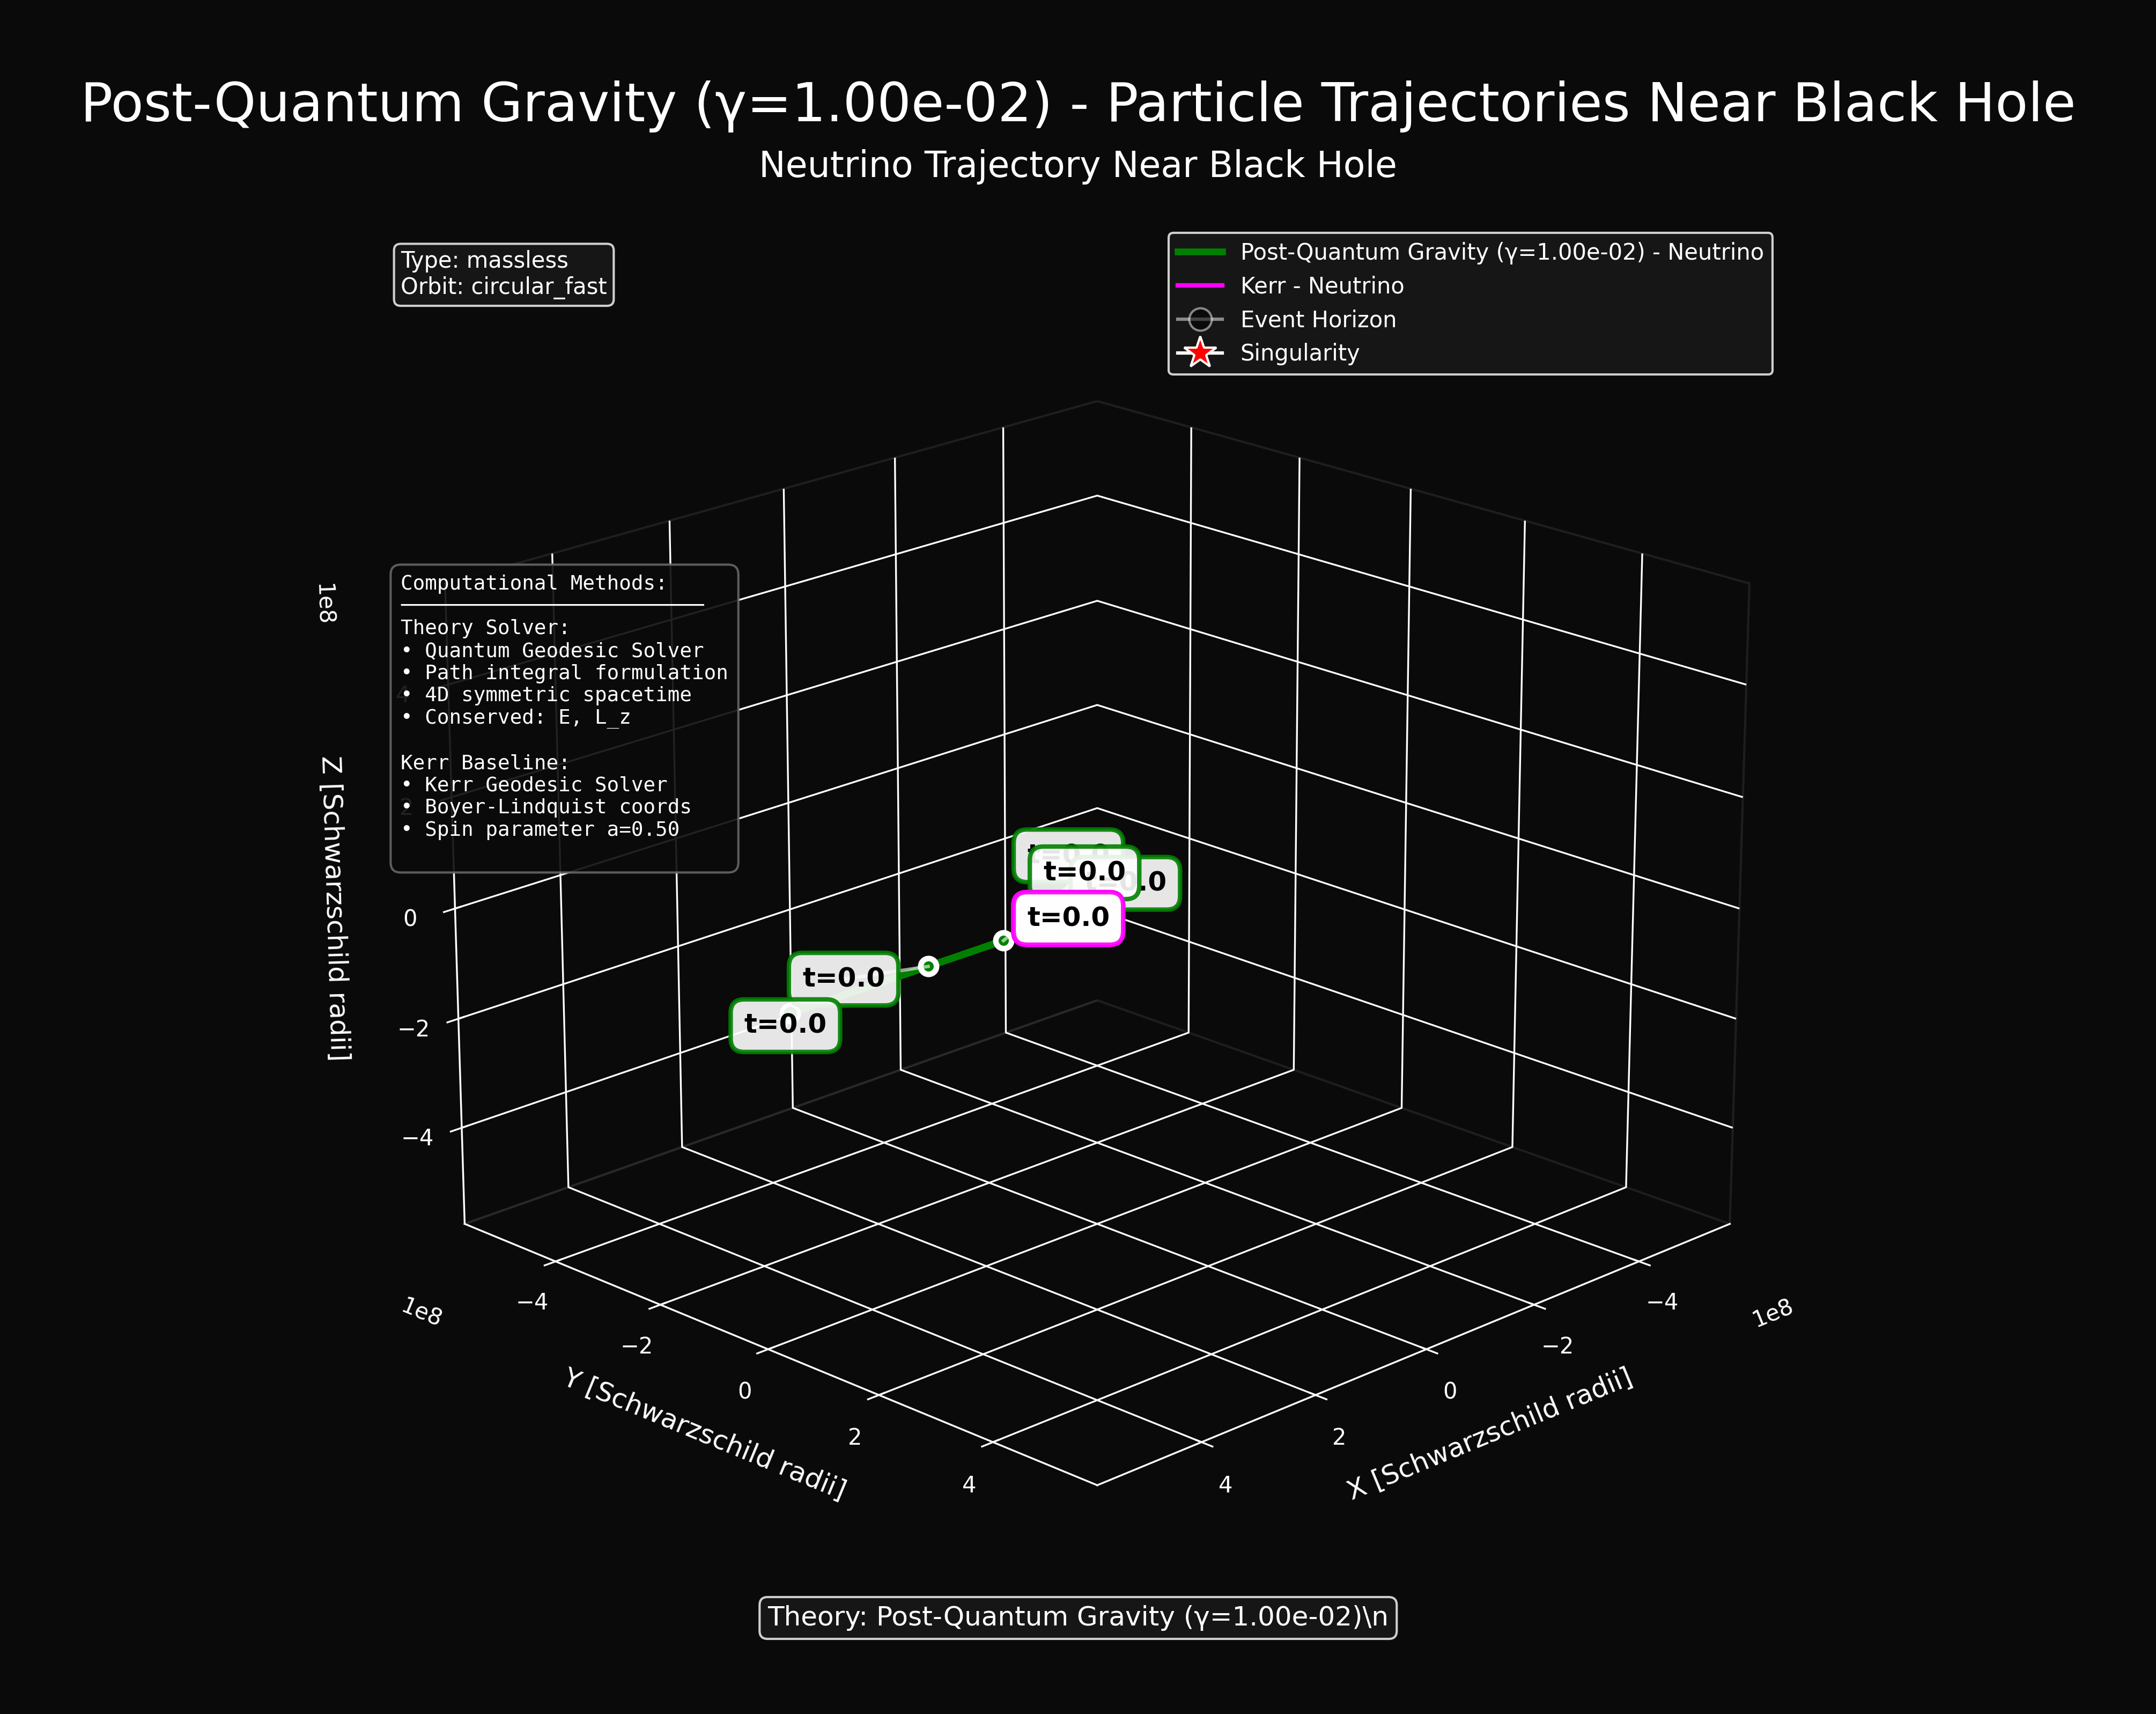 Post-Quantum Gravity (γ=1.00e-02) - Particle Trajectories Near Black Hole
Neutrino Trajectory Near Black Hole
Type: massless
Orbit: circular_fast
Post-Quantum Gravity (γ=1.00e-02) - Neutrino
Kerr - Neutrino
Event Horizon
Singularity
Computational Methods:
Theory Solver:
• Quantum Geodesic Solver
• Path integral formulation
• 4D symmetric spacetime
• Conserved: E, L_z
Kerr Baseline:
• Kerr Geodesic Solver
• Boyer-Lindquist coords
• Spin parameter a=0.50
1e8
Z [Schwarzschild radii]
4
2
0
−2
−4
t=0.0
t=0.0
t=0.0
t=0.0
t=0.0
t=0.0
1e8
−4
−2
0
2
4
Y [Schwarzschild radii]
1e8
−4
−2
0
2
4
X [Schwarzschild radii]
Theory: Post-Quantum Gravity (γ=1.00e-02)\n